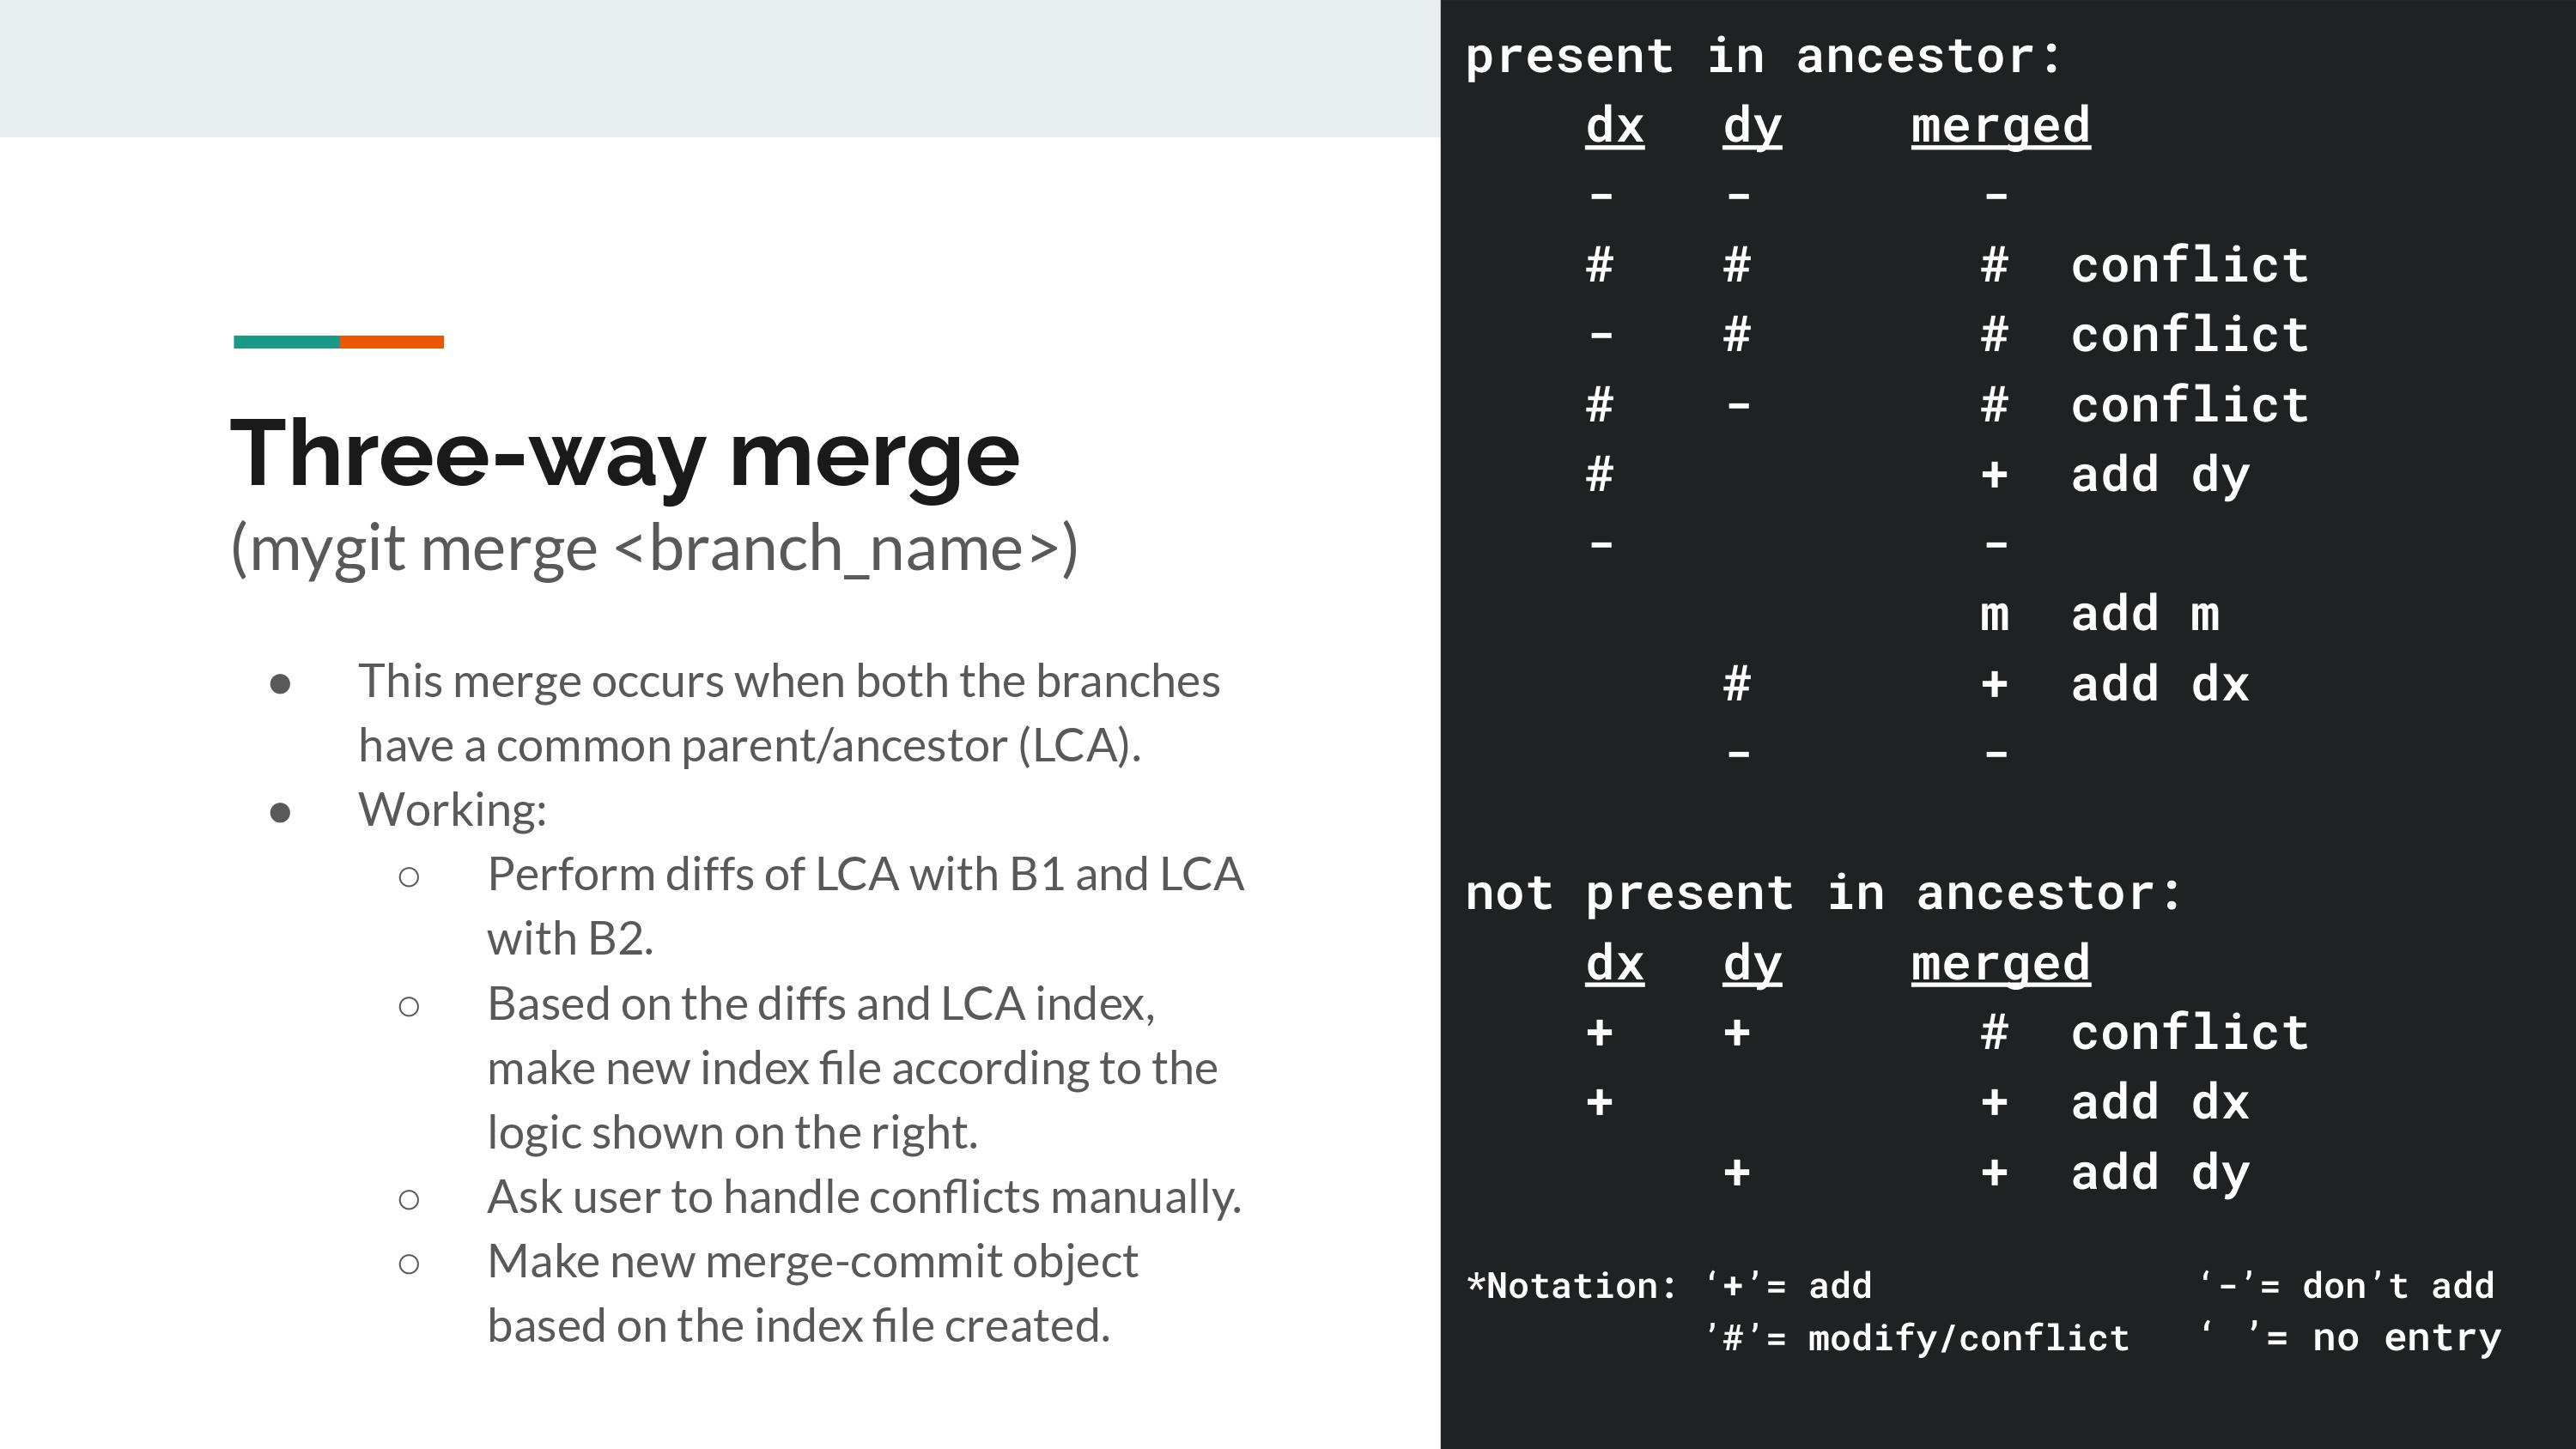 Three-way merge
(mygit merge <branch_name>)
● This merge occurs when both the branches
have a common parent/ancestor (LCA).
● Working:
○ Perform diffs of LCA with B1 and LCA
with B2.
○ Based on the diffs and LCA index,
make new index file according to the
logic shown on the right.
○ Ask user to handle conflicts manually.
○ Make new merge-commit object
based on the index file created.
present in ancestor:
dx dy merged
- - -
# # # conflict
- # # conflict
# - # conflict
# + add dy
- -
m add m
# + add dx
- -
not present in ancestor:
dx dy merged
+ + # conflict
+ + add dx
+ + add dy
*Notation: ‘+’= add ‘-’= don’t add
’#’= modify/conflict ‘ ’= no entry